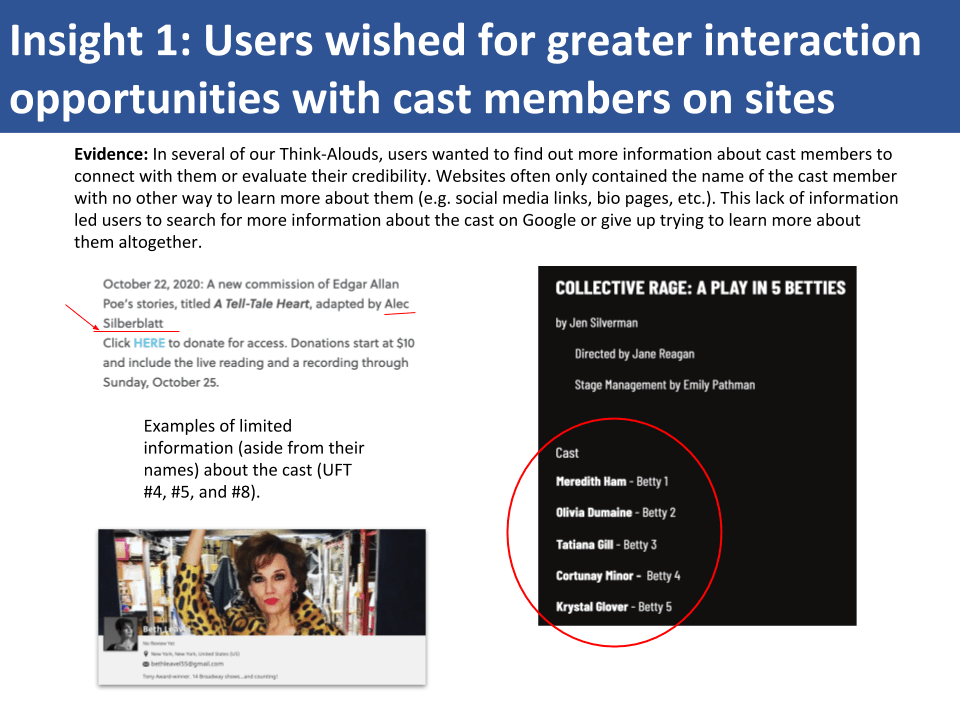 Insight 1: Users wished for greater interaction
opportunities with cast members on sites
Evidence: In several of our Think-Alouds, users wanted to find out more information about cast members to
connect with them or evaluate their credibility. Websites often only contained the name of the cast member
with no other way to learn more about them (e.g. social media links, bio pages, etc.). This lack of information
led users to search for more information about the cast on Google or give up trying to learn more about
them altogether.
October 22, 2020: A new commission of Edgar Allan
Poe's stories, titled A Tell-Tale Heart, adapted by Alec
Silberblatt
Click HERE to donate for access. Donations start at $10
and include the live reading and a recording through
Sunday, October 25.
Examples of limited
information (aside from their
names) about the cast (UFT
#4, #5, and #8).
Beth Leavel
No Review Yet
New York, New York, United States (US)
bethleavel55@gmail.com
Tony Award-winner. 14 Broadway shows...and counting!
COLLECTIVE RAGE: A PLAY IN 5 BETTIES
by Jen Silverman
Directed by Jane Reagan
Stage Management by Emily Pathman
Cast
Meredith Ham - Betty 1
Olivia Dumaine - Betty 2
Tatiana Gill - Betty 3
Cortunay Minor - Betty 4
Krystal Glover - Betty 5